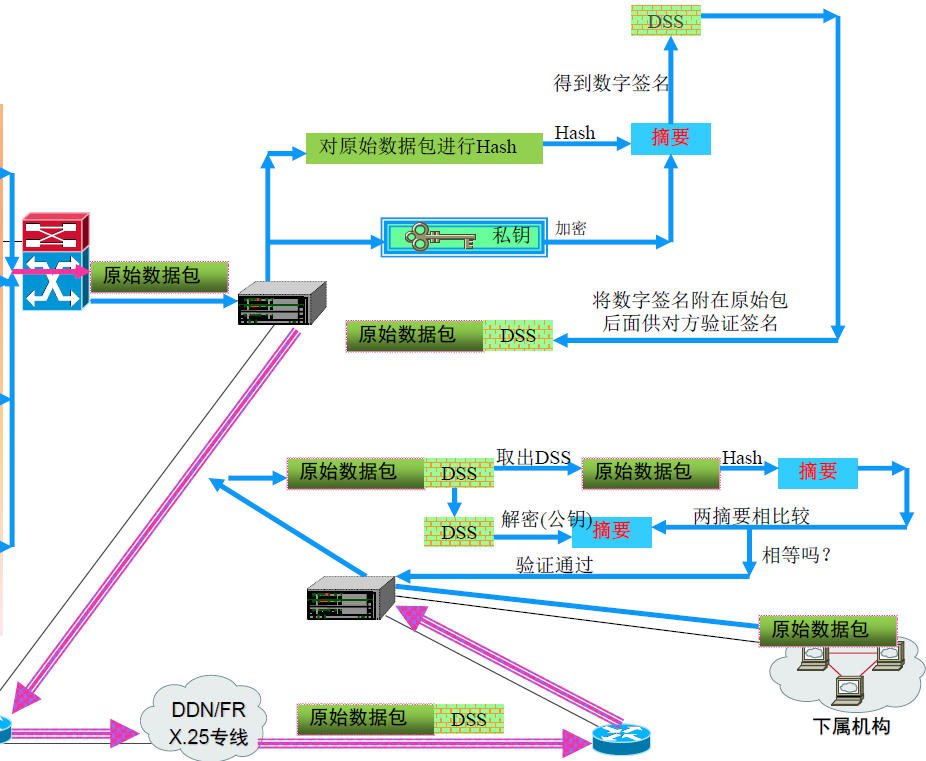 DSS
得到数字签名
对原始数据包进行Hash
Hash
摘要
私钥
加密
原始数据包
将数字签名附在原始包
后面供对方验证签名
原始数据包
DSS
原始数据包
DSS
取出DSS
原始数据包
Hash
摘要
DSS
解密(公钥)
摘要
两摘要相比较
相等吗?
验证通过
原始数据包
下属机构
DDN/FR
X.25专线
原始数据包
DSS